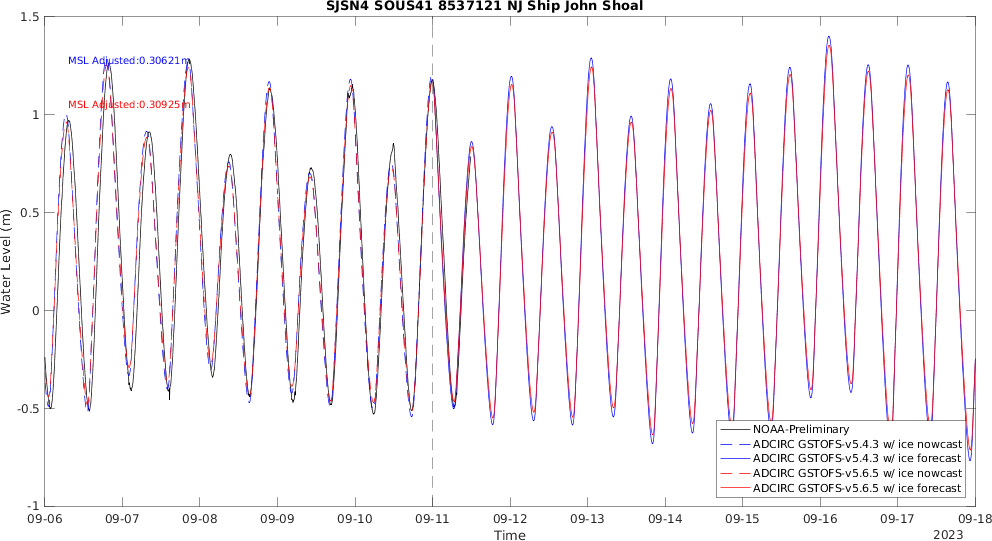 SJSN4 SOUS41 8537121 NJ Ship John Shoal
1.5
1
0.5
0
-0.5
-1
Water Level (m)
MSL Adjusted:0.30621m
MSL Adjusted:0.30925m
NOAA-Preliminary
ADCIRC GSTOFS-v5.4.3 w/ ice nowcast
ADCIRC GSTOFS-v5.4.3 w/ ice forecast
ADCIRC GSTOFS-v5.6.5 w/ ice nowcast
ADCIRC GSTOFS-v5.6.5 w/ ice forecast
09-06 09-07 09-08 09-09 09-10 09-11 09-12 09-13 09-14 09-15 09-16 09-17 09-18
Time
2023